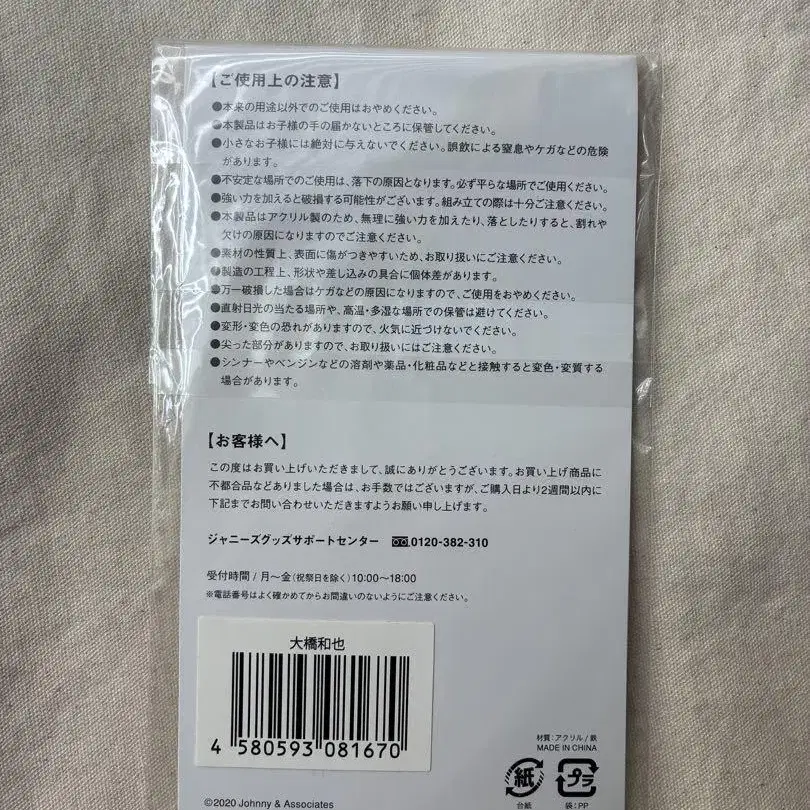 【ご使用上の注意】
●本来の用途以外でのご使用はおやめください。
●本製品はお子様の手の届かないところに保管してください。
●小さなお子様には絶対に与えないでください。誤飲による窒息やケガなどの危険
があります。
●不安定な場所でのご使用は、落下の原因となります。必ず平らな場所でご使用ください。
●強い力を加えると破損する可能性がございます。組み立ての際は十分ご注意ください。
●本製品はアクリル製のため、無理に強い力を加えたり、落としたりすると、割れや
欠けの原因になりますのでご注意ください。
●素材の性質上、表面に傷がつきやすいため、お取り扱いにご注意ください。
●製造の工程上、形状や差し込みの具合に個体差があります。
●万一破損した場合はケガなどの原因になりますので、ご使用をおやめください。
●直射日光の当たる場所や、高温・多湿な場所での保管は避けてください。
●変形・変色の恐れがありますので、火気に近づけないでください。
●尖った部分がありますので、お取り扱いにはご注意ください。
●シンナーやベンジンなどの溶剤や薬品・化粧品などと接触すると変色・変質する
場合があります。
【お客様へ】
この度はお買い上げいただきまして、誠にありがとうございます。お買い上げ商品に
不都合品などありました場合は、お手数ではございますが、ご購入日より2週間以内に
下記までお問い合わせいただきますようお願い申し上げます。
ジャニーズグッズサポートセンター 0120-382-310
受付時間 / 月〜金(祝祭日を除く)10:00〜18:00
※電話番号はよく確かめてからお間違いのないようにご注意ください。
大橋和也
4 580593 081670
材質：アクリル / 鉄
MADE IN CHINA
紙
台紙
プラ
袋：PP
©2020 Johnny & Associates